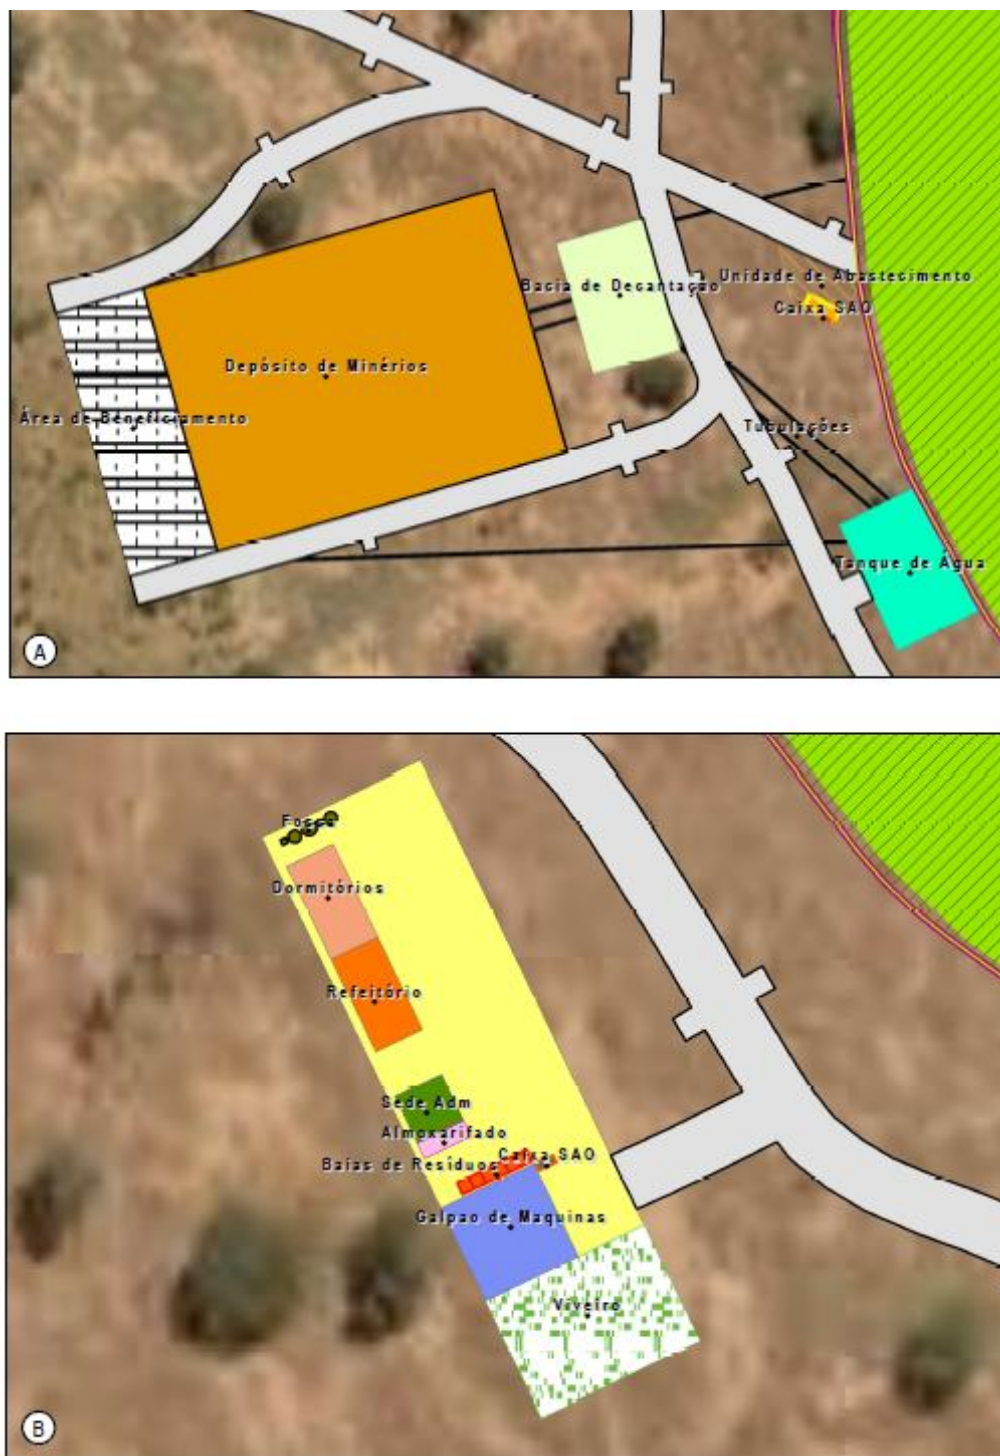 Unidade de Abastecimento
Bacia de Decantação
Caixa SAO
Depósito de Minérios
Área de Beneficiamento
Tubulações
Tanque de Água
A
Fossa
Dormitórios
Refeitório
Sede Adm
Almoxarifado
Caixa SAO
Baias de Resíduos
Galpao de Maquinas
Viveiro
B